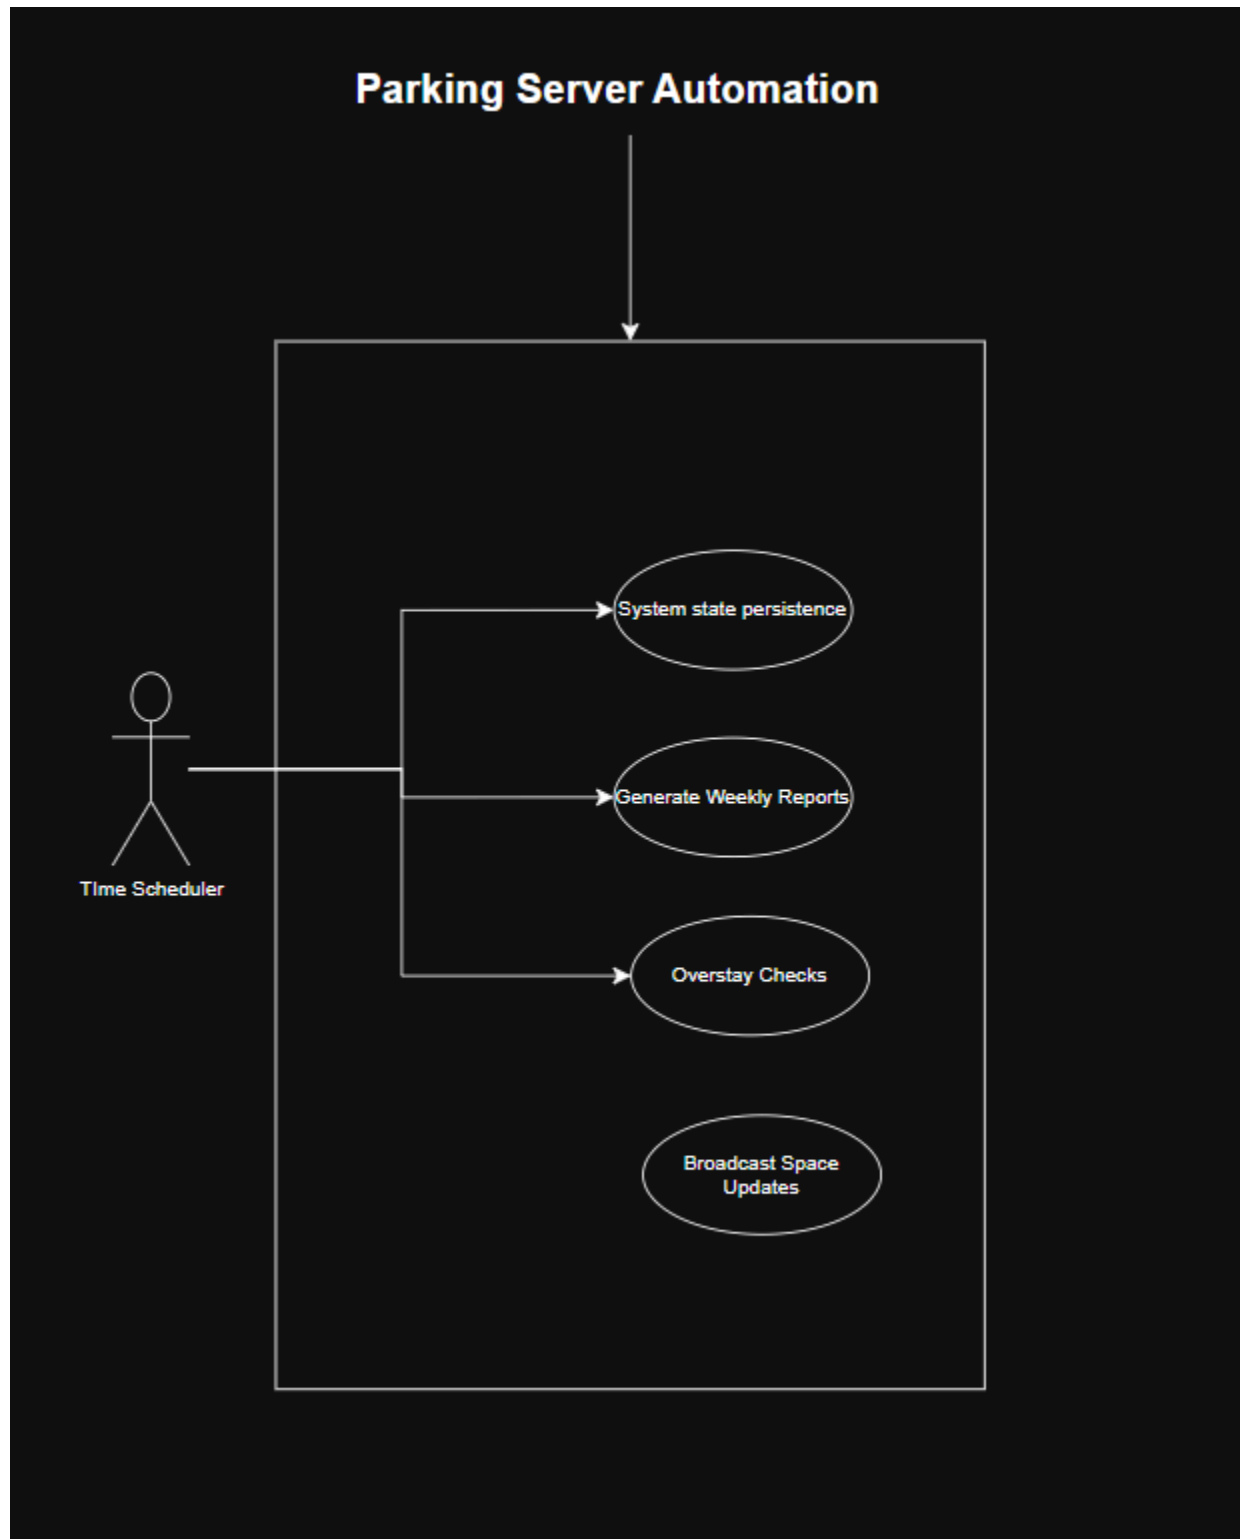 Parking Server Automation
System state persistence
Generate Weekly Reports
TIme Scheduler
Overstay Checks
Broadcast Space
Updates